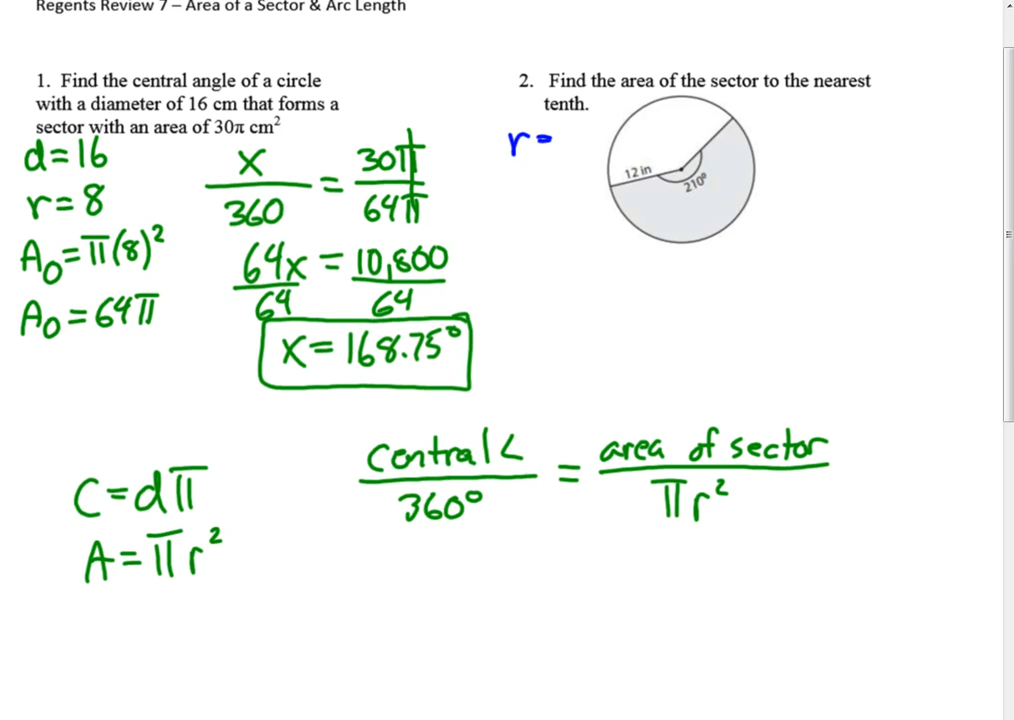 Regents Review 7 – Area of a Sector & Arc Length
1. Find the central angle of a circle
with a diameter of 16 cm that forms a
sector with an area of 30π cm²
d=16
r=8
A₀=π(8)²
A₀=64π
x/360 = 30π/64π
64x/64 = 10,800/64
x=168.75°
2. Find the area of the sector to the nearest
tenth.
r=
12 in
210°
C=dπ
A=πr²
central </360° = area of sector/πr²